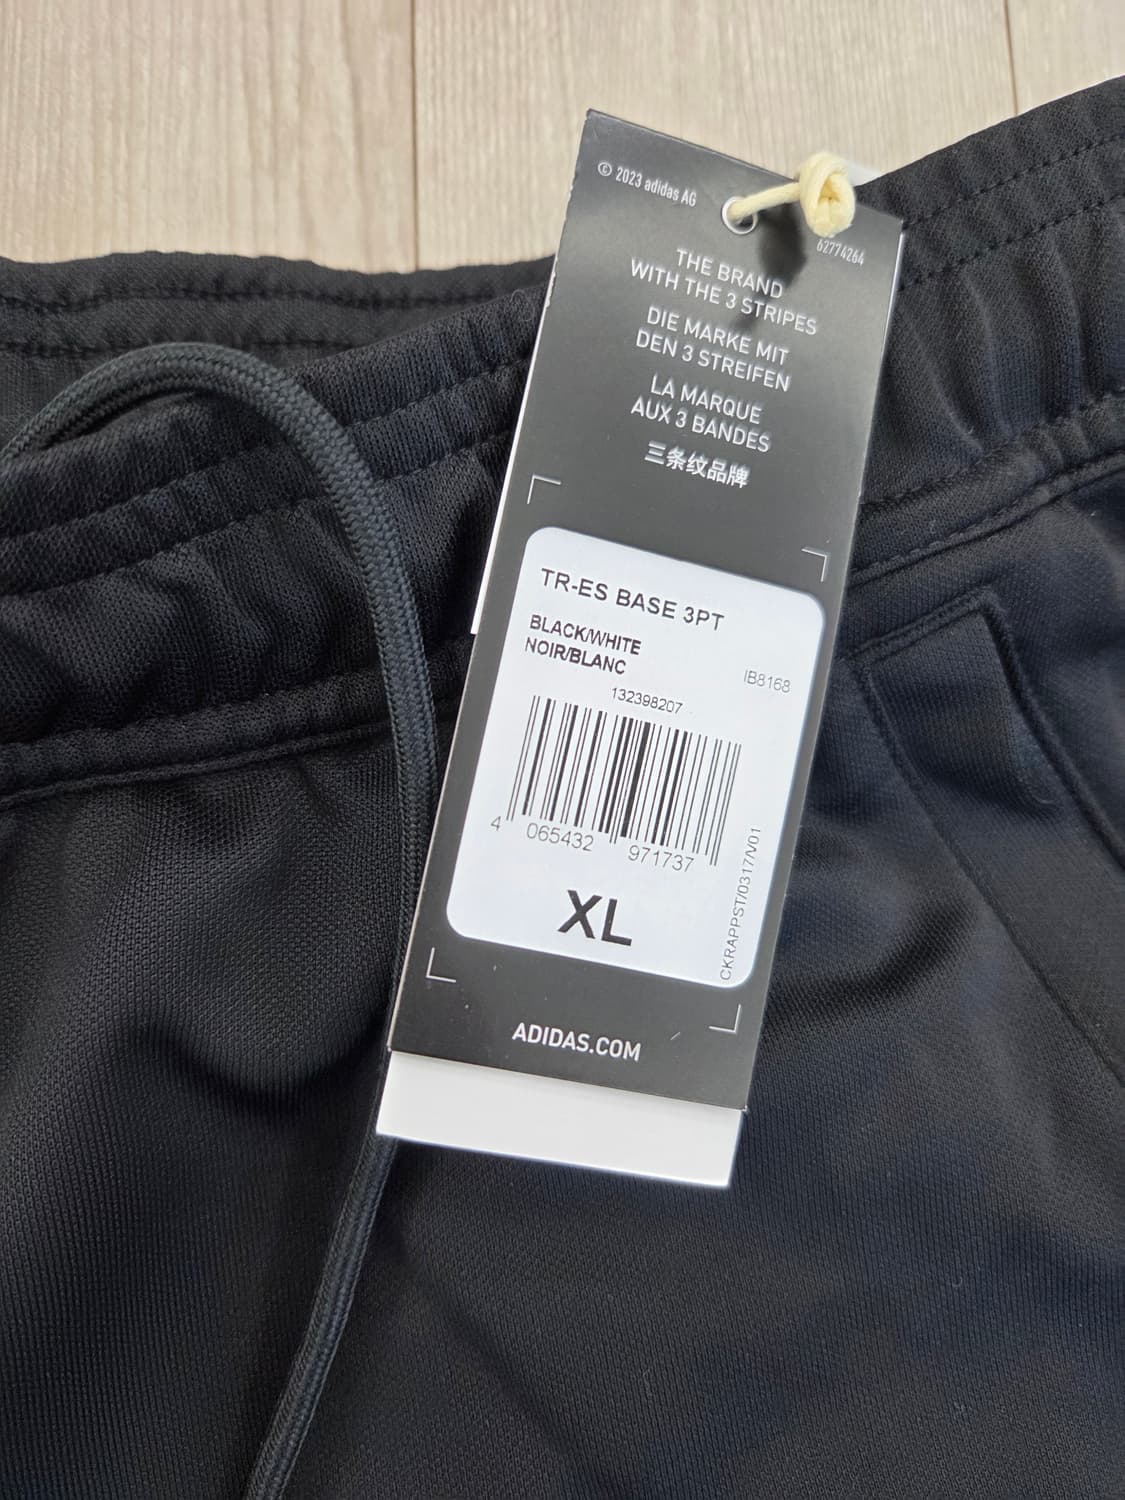 © 2023 adidas AG
62774264
THE BRAND
WITH THE 3 STRIPES
DIE MARKE MIT
DEN 3 STREIFEN
LA MARQUE
AUX 3 BANDES
三条纹品牌
TR-ES BASE 3PT
BLACK/WHITE
NOIR/BLANC
IB8168
132398207
4 065432 971737
XL
CKRAPPST/0317/V01
ADIDAS.COM